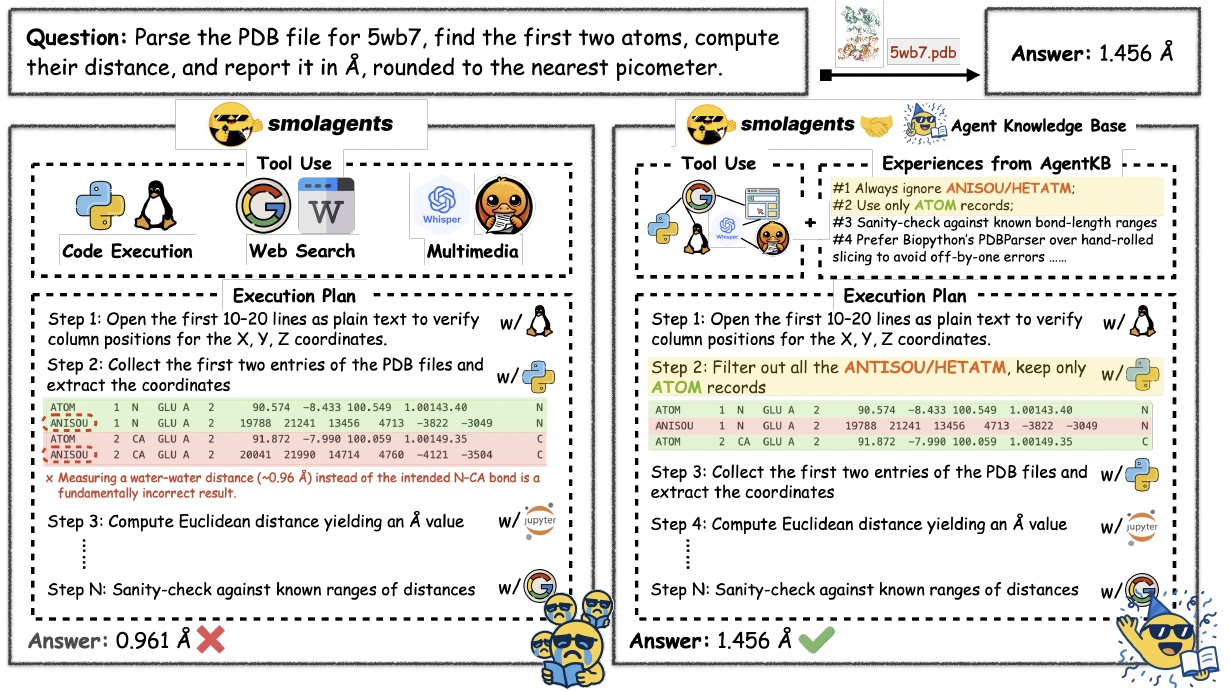 Question: Parse the PDB file for 5wb7, find the first two atoms, compute
their distance, and report it in Å, rounded to the nearest picometer.
5wb7.pdb
Answer: 1.456 Å
smolagents
Tool Use
Code Execution
W
Web Search
Whisper
Multimedia
Execution Plan
Step 1: Open the first 10–20 lines as plain text to verify
column positions for the X, Y, Z coordinates.
w/
Step 2: Collect the first two entries of the PDB files and
extract the coordinates
w/
ATOM 1 N GLU A 2 90.574 -8.433 100.549 1.00143.40 N
ANISOU 1 N GLU A 2 19788 21241 13456 4713 -3822 -3049 N
ATOM 2 CA GLU A 2 91.872 -7.990 100.059 1.00149.35 C
ANISOU 2 CA GLU A 2 20041 21990 14714 4760 -4121 -3504 C
x Measuring a water–water distance (~0.96 Å) instead of the intended N–CA bond is a
fundamentally incorrect result.
Step 3: Compute Euclidean distance yielding an Å value
w/ jupyter
Step N: Sanity-check against known ranges of distances
w/
Answer: 0.961 Å
smolagents
Agent Knowledge Base
Tool Use
Whisper
+
Experiences from AgentKB
#1 Always ignore ANISOU/HETATM;
#2 Use only ATOM records;
#3 Sanity-check against known bond-length ranges
#4 Prefer Biopython's PDBParser over hand-rolled
slicing to avoid off-by-one errors ......
Execution Plan
Step 1: Open the first 10–20 lines as plain text to verify
column positions for the X, Y, Z coordinates.
w/
Step 2: Filter out all the ANTISOU/HETATM, keep only
ATOM records
w/
ATOM 1 N GLU A 2 90.574 -8.433 100.549 1.00143.40 N
ANISOU 1 N GLU A 2 19788 21241 13456 4713 -3822 -3049 N
ATOM 2 CA GLU A 2 91.872 -7.990 100.059 1.00149.35 C
Step 3: Collect the first two entries of the PDB files and
extract the coordinates
w/
Step 4: Compute Euclidean distance yielding an Å value
w/ jupyter
Step N: Sanity-check against known ranges of distances
w/
Answer: 1.456 Å